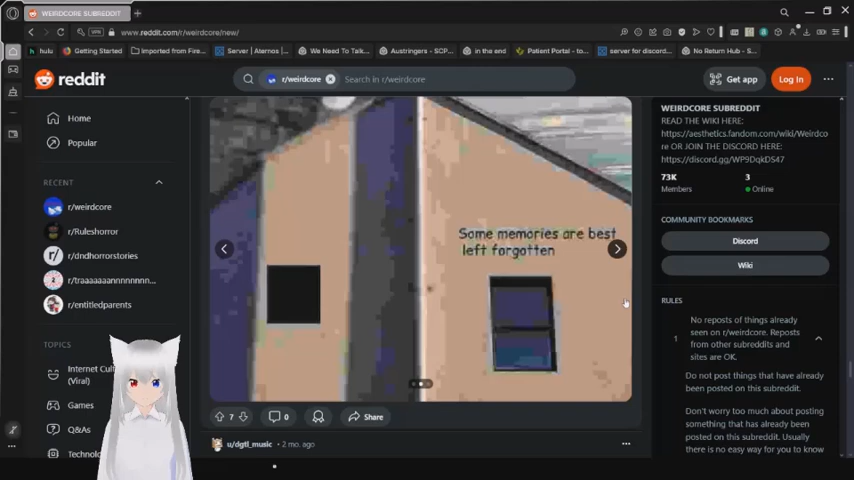 WEIRDCORE SUBREDDIT
www.reddit.com/r/weirdcore/new/
hulu
Getting Started
Imported from Fire...
Server | Aternos |
We Need To Talk...
Austringers - SCP...
in the end
Patient Portal - to...
server for discord...
No Return Hub - S...
reddit
r/weirdcore
Search in r/weirdcore
Get app
Log In
Home
Popular
RECENT
r/weirdcore
r/Ruleshorror
r/dndhorrorstories
r/traaaaaaannnnnnnn...
r/entitledparents
TOPICS
Internet Cul
(Viral)
Games
Q&As
Technolo
Some memories are best
left forgotten
7
0
Share
u/dgtl_music • 2 mo. ago
WEIRDCORE SUBREDDIT
READ THE WIKI HERE:
https://aesthetics.fandom.com/wiki/Weirdco
re OR JOIN THE DISCORD HERE:
https://discord.gg/WP9DqkDS47
73K
Members
3
Online
COMMUNITY BOOKMARKS
Discord
Wiki
RULES
1
No reposts of things already
seen on r/weirdcore. Reposts
from other subreddits and
sites are OK.
Do not post things that have already
been posted on this subreddit.
Don't worry too much about posting
something that has already been
posted on this subreddit. Usually
there is no easy way for you to know